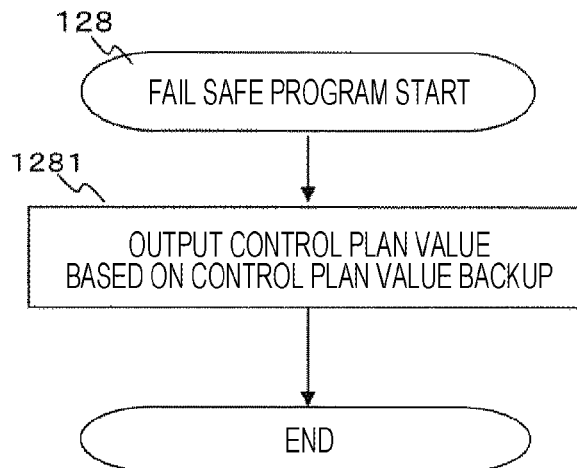 128
FAIL SAFE PROGRAM START
1281
OUTPUT CONTROL PLAN VALUE
BASED ON CONTROL PLAN VALUE BACKUP
END